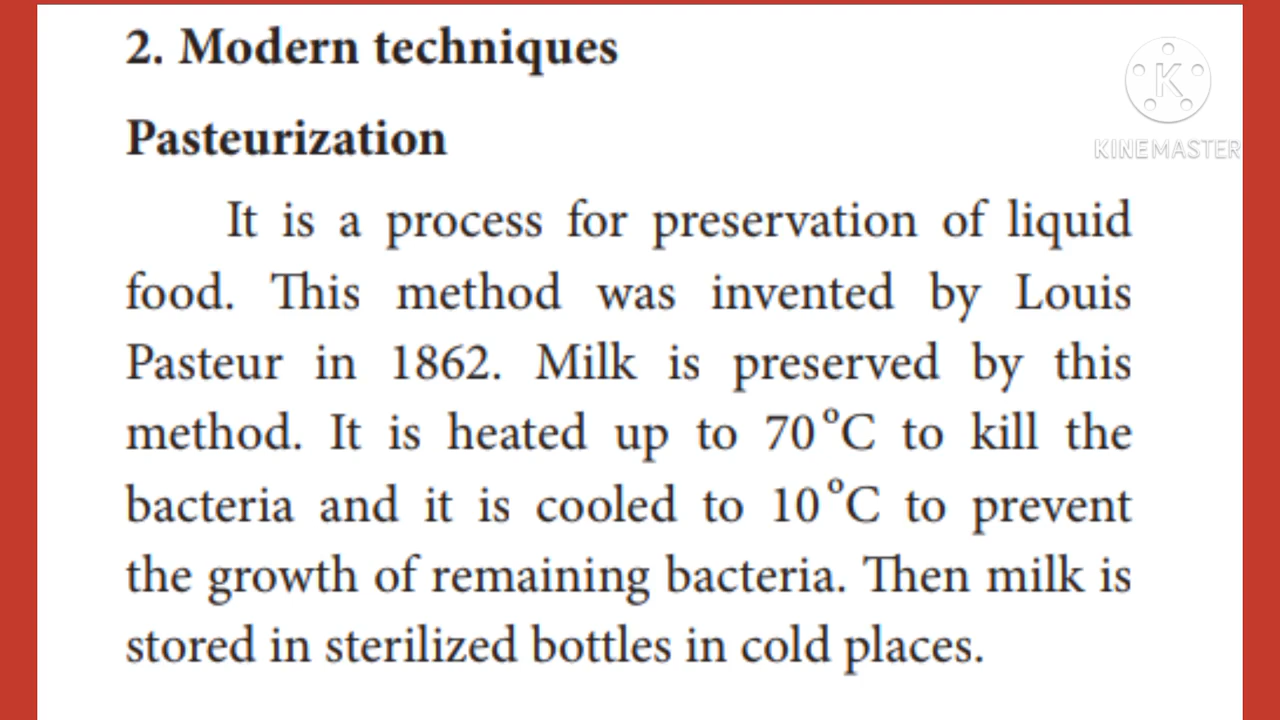 2. Modern techniques
K
KINEMASTER
Pasteurization
It is a process for preservation of liquid
food. This method was invented by Louis
Pasteur in 1862. Milk is preserved by this
method. It is heated up to 70°C to kill the
bacteria and it is cooled to 10°C to prevent
the growth of remaining bacteria. Then milk is
stored in sterilized bottles in cold places.